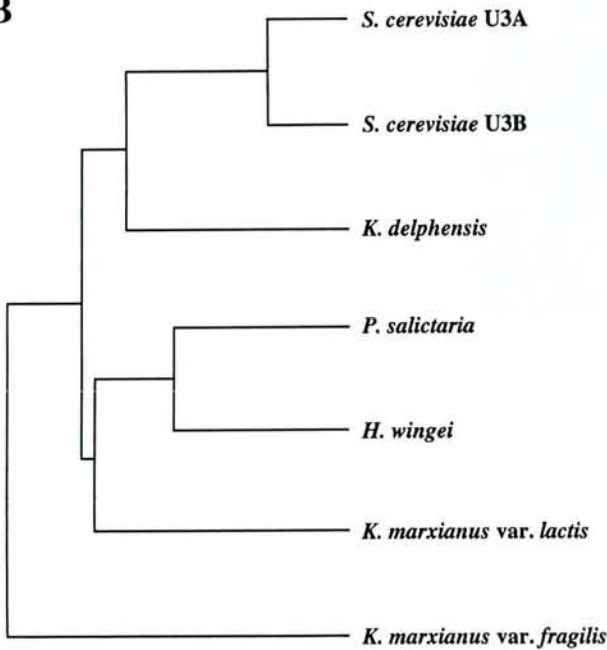 B
S. cerevisiae U3A
S. cerevisiae U3B
K. delphensis
P. salictaria
H. wingei
K. marxianus var. lactis
K. marxianus var. fragilis